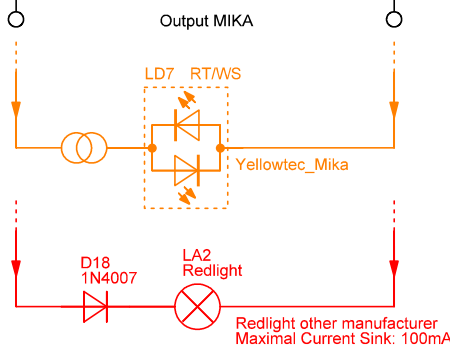 Output MIKA
LD7 RT/WS
Yellowtec_Mika
D18
1N4007
LA2
Redlight
Redlight other manufacturer
Maximal Current Sink: 100mA